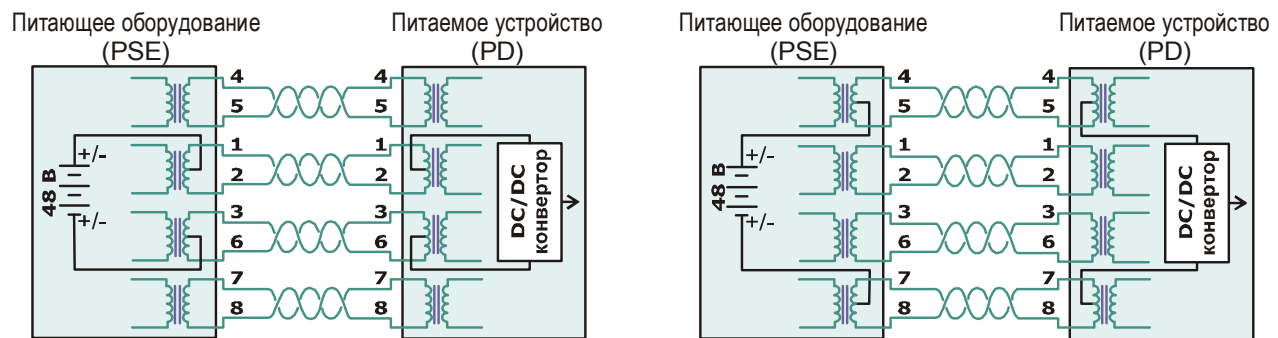 Питающее оборудование
(PSE)
Питаемое устройство
(PD)
4
5
1
2
3
6
7
8
4
5
1
2
3
6
7
8
48 В
+/-
+/-
DC/DC
конвертор
Питающее оборудование
(PSE)
Питаемое устройство
(PD)
4
5
1
2
3
6
7
8
4
5
1
2
3
6
7
8
48 В
+/-
+/-
DC/DC
конвертор